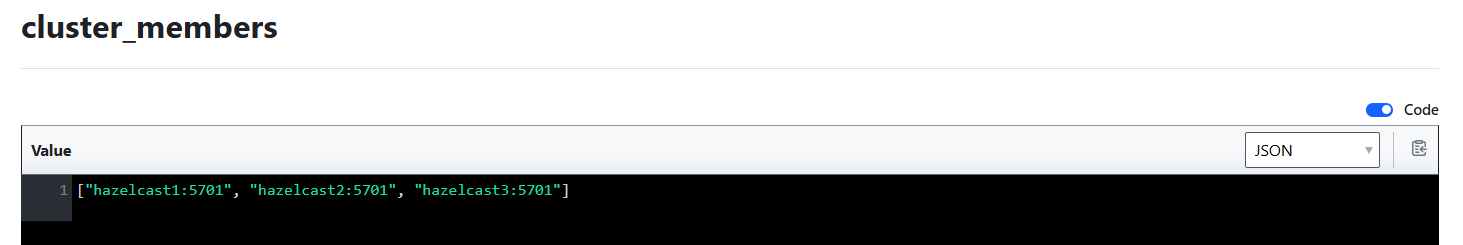 cluster_members
Code
Value
JSON
1
["hazelcast1:5701", "hazelcast2:5701", "hazelcast3:5701"]